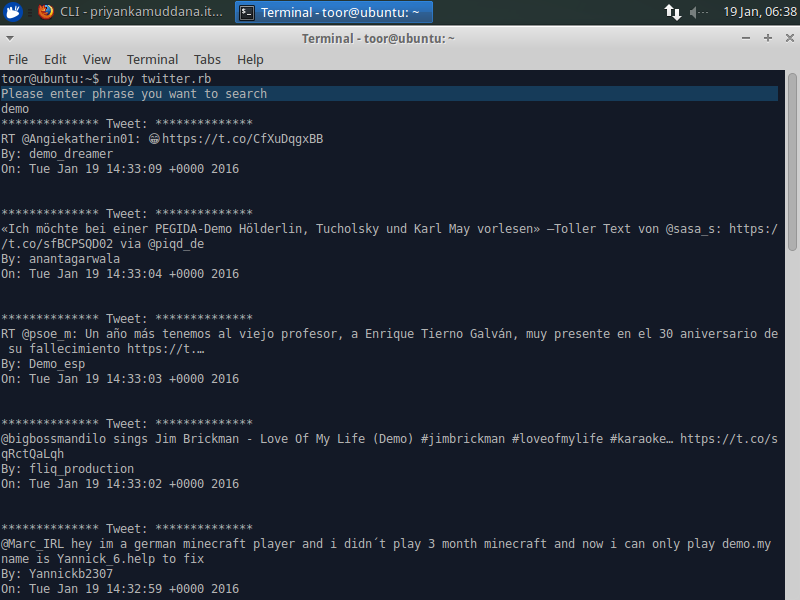 CLI - priyankamuddana.it... Terminal - toor@ubuntu: ~ 19 Jan, 06:38
Terminal - toor@ubuntu: ~
File Edit View Terminal Tabs Help
toor@ubuntu:~$ ruby twitter.rb
Please enter phrase you want to search
demo
************** Tweet: **************
RT @Angiekatherin01: 😁https://t.co/CfXuDqgxBB
By: demo_dreamer
On: Tue Jan 19 14:33:09 +0000 2016
************** Tweet: **************
«Ich möchte bei einer PEGIDA-Demo Hölderlin, Tucholsky und Karl May vorlesen» —Toller Text von @sasa_s: https:/
/t.co/sfBCPSQD02 via @piqd_de
By: anantagarwala
On: Tue Jan 19 14:33:04 +0000 2016
************** Tweet: **************
RT @psoe_m: Un año más tenemos al viejo profesor, a Enrique Tierno Galván, muy presente en el 30 aniversario de
su fallecimiento https://t.…
By: Demo_esp
On: Tue Jan 19 14:33:03 +0000 2016
************** Tweet: **************
@bigbossmandilo sings Jim Brickman - Love Of My Life (Demo) #jimbrickman #loveofmylife #karaoke… https://t.co/s
qRctQaLqh
By: fliq_production
On: Tue Jan 19 14:33:02 +0000 2016
************** Tweet: **************
@Marc_IRL hey im a german minecraft player and i didn´t play 3 month minecraft and now i can only play demo.my
name is Yannick_6.help to fix
By: Yannickb2307
On: Tue Jan 19 14:32:59 +0000 2016